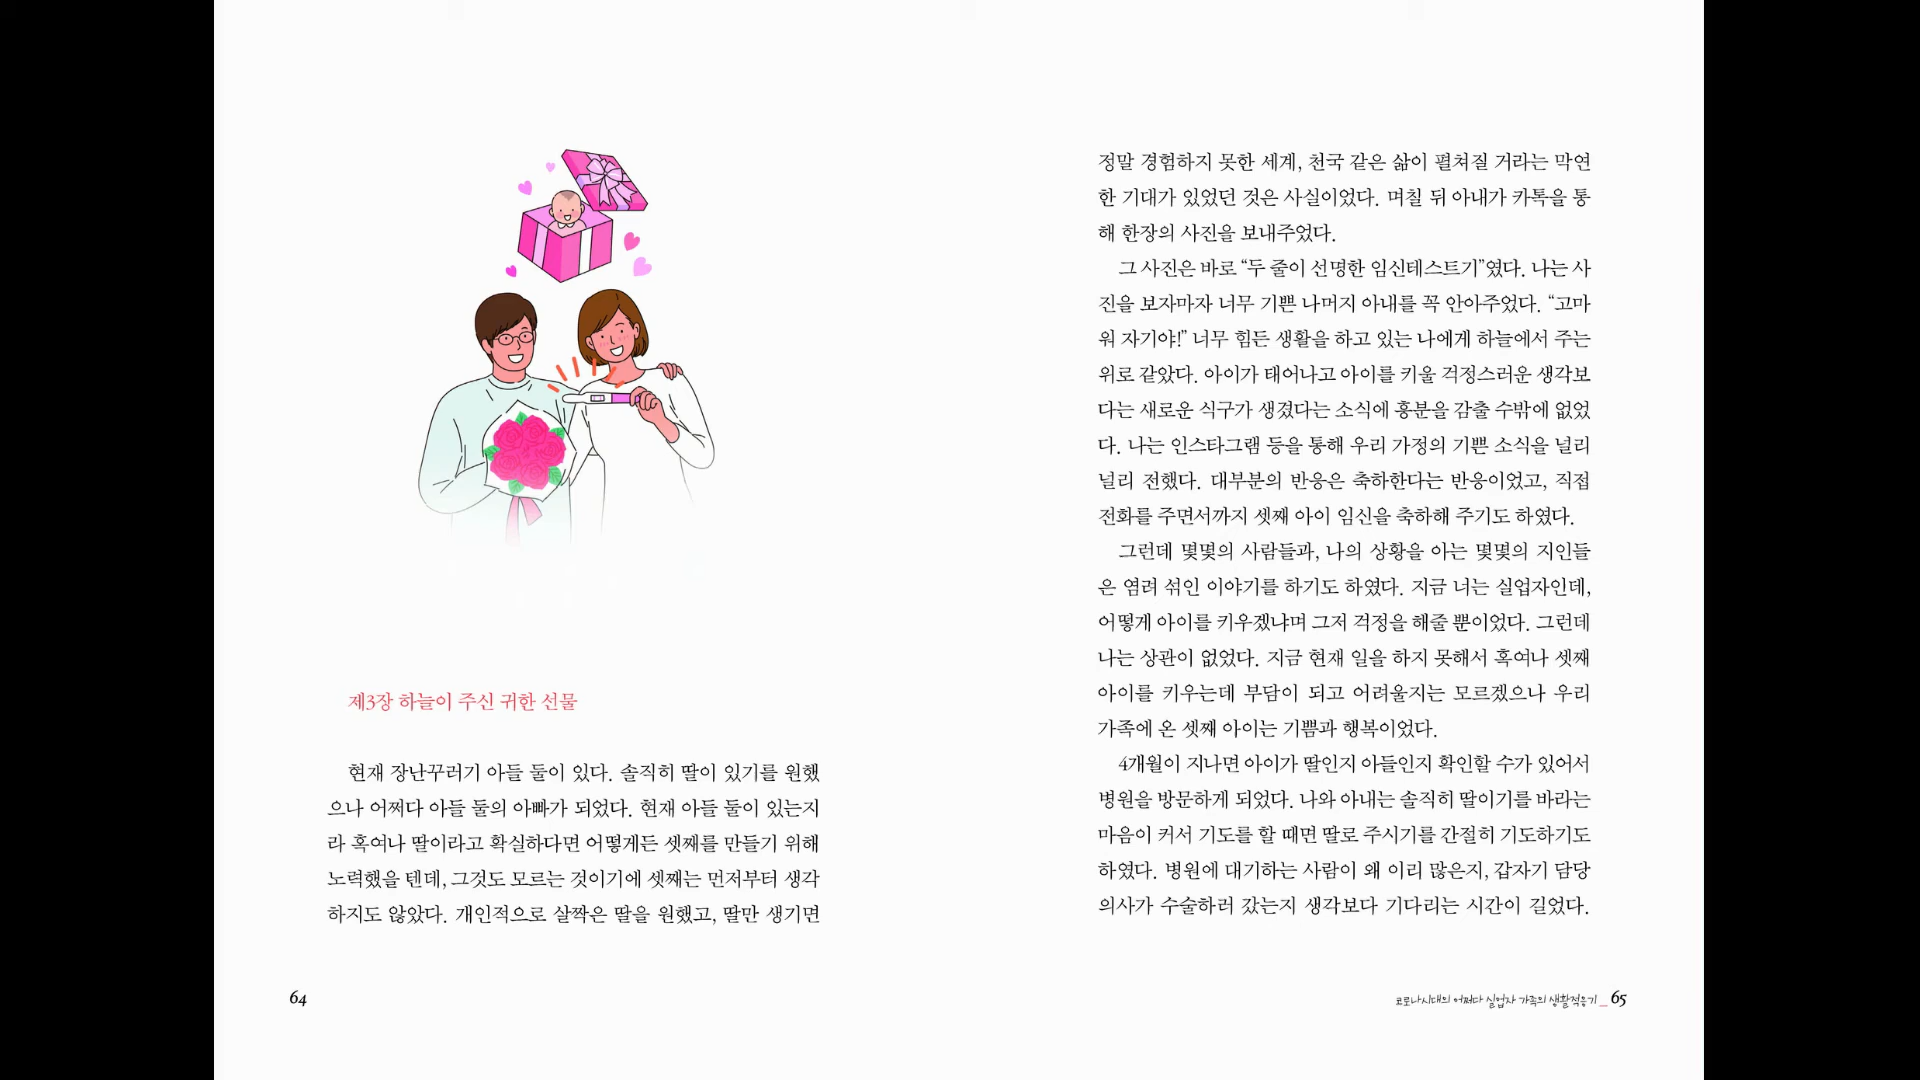 제3장 하늘이 주신 귀한 선물
현재 장난꾸러기 아들 둘이 있다. 솔직히 딸이 있기를 원했
으나 어쩌다 아들 둘의 아빠가 되었다. 현재 아들 둘이 있는지
라 혹여나 딸이라고 확실하다면 어떻게든 셋째를 만들기 위해
노력했을 텐데, 그것도 모르는 것이기에 셋째는 먼저부터 생각
하지도 않았다. 개인적으로 살짝은 딸을 원했고, 딸만 생기면
64
정말 경험하지 못한 세계, 천국 같은 삶이 펼쳐질 거라는 막연
한 기대가 있었던 것은 사실이었다. 며칠 뒤 아내가 카톡을 통
해 한장의 사진을 보내주었다.
그 사진은 바로 “두 줄이 선명한 임신테스트기”였다. 나는 사
진을 보자마자 너무 기쁜 나머지 아내를 꼭 안아주었다. “고마
워 자기야!” 너무 힘든 생활을 하고 있는 나에게 하늘에서 주는
위로 같았다. 아이가 태어나고 아이를 키울 걱정스러운 생각보
다는 새로운 식구가 생겼다는 소식에 흥분을 감출 수밖에 없었
다. 나는 인스타그램 등을 통해 우리 가정의 기쁜 소식을 널리
널리 전했다. 대부분의 반응은 축하한다는 반응이었고, 직접
전화를 주면서까지 셋째 아이 임신을 축하해 주기도 하였다.
그런데 몇몇의 사람들과, 나의 상황을 아는 몇몇의 지인들
은 염려 섞인 이야기를 하기도 하였다. 지금 너는 실업자인데,
어떻게 아이를 키우겠냐며 그저 걱정을 해줄 뿐이었다. 그런데
나는 상관이 없었다. 지금 현재 일을 하지 못해서 혹여나 셋째
아이를 키우는데 부담이 되고 어려울지는 모르겠으나 우리
가족에 온 셋째 아이는 기쁨과 행복이었다.
4개월이 지나면 아이가 딸인지 아들인지 확인할 수가 있어서
병원을 방문하게 되었다. 나와 아내는 솔직히 딸이기를 바라는
마음이 커서 기도를 할 때면 딸로 주시기를 간절히 기도하기도
하였다. 병원에 대기하는 사람이 왜 이리 많은지, 갑자기 담당
의사가 수술하러 갔는지 생각보다 기다리는 시간이 길었다.
코로나시대의 어쩌다 실업자 가족의 생활적응기_65